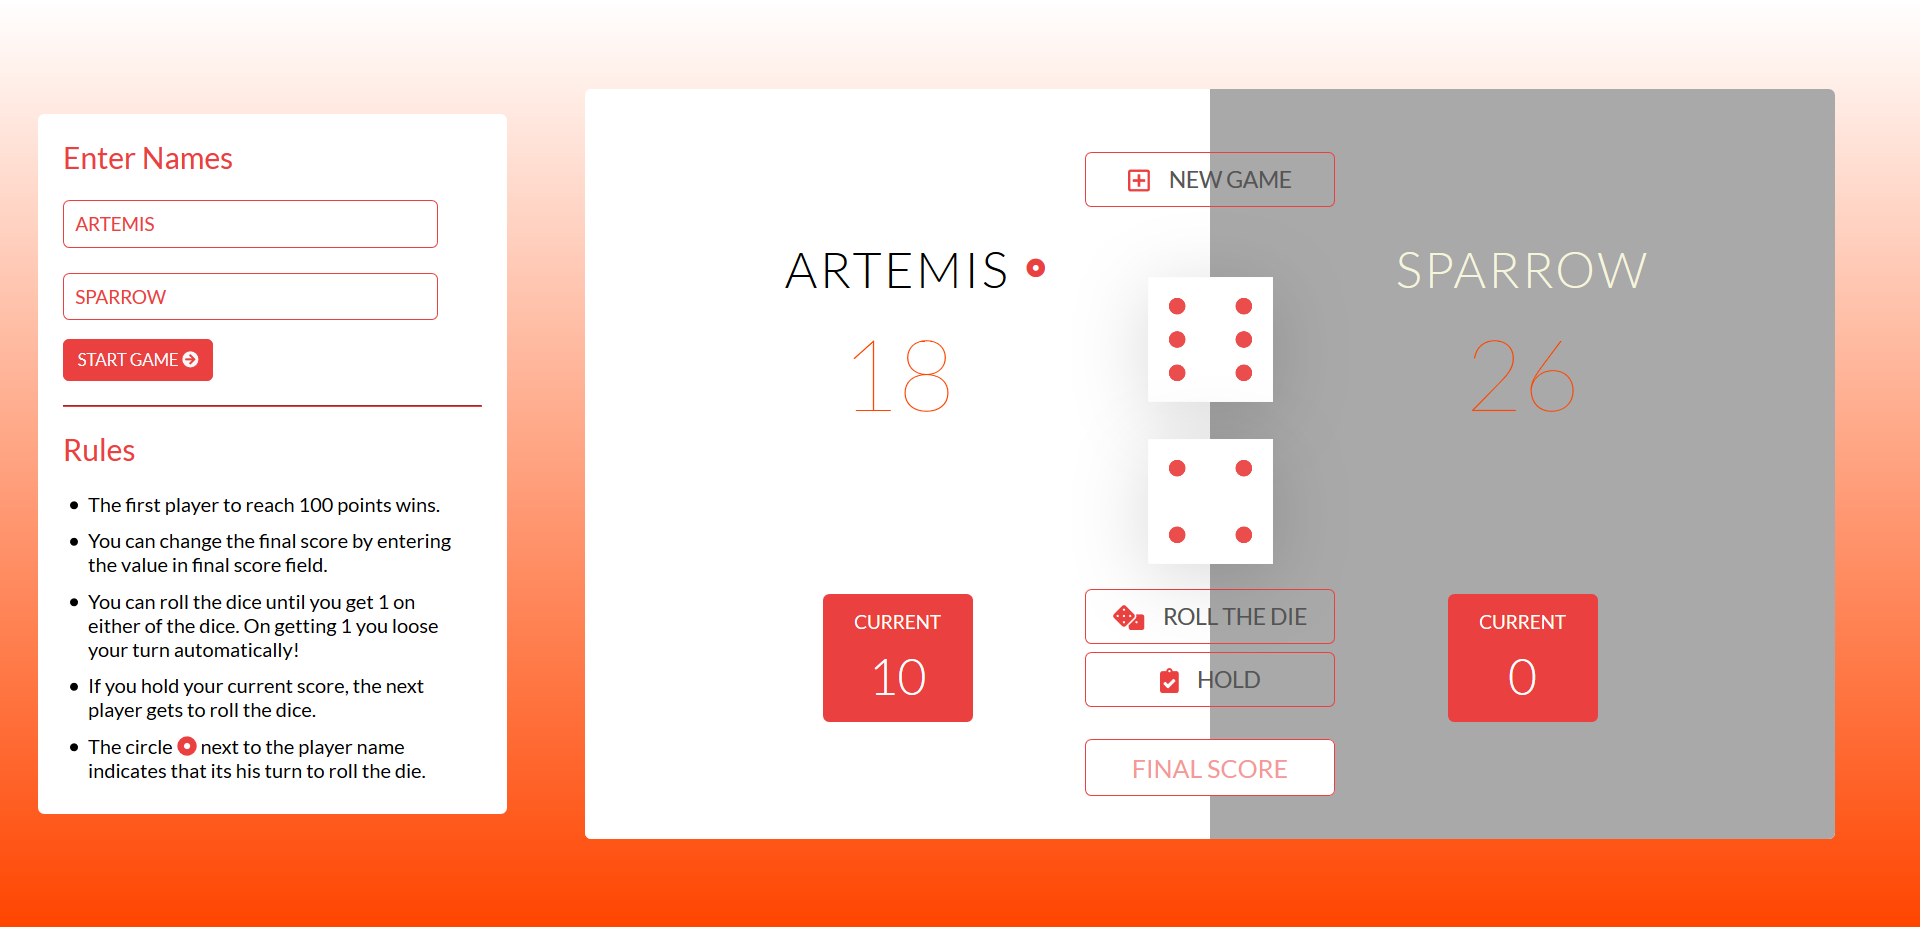 Enter Names
ARTEMIS
SPARROW
START GAME
Rules
The first player to reach 100 points wins.
You can change the final score by entering
the value in final score field.
You can roll the dice until you get 1 on
either of the dice. On getting 1 you loose
your turn automatically!
If you hold your current score, the next
player gets to roll the dice.
The circle next to the player name
indicates that its his turn to roll the die.
NEW GAME
ARTEMIS
18
CURRENT
10
SPARROW
26
CURRENT
0
ROLL THE DIE
HOLD
FINAL SCORE